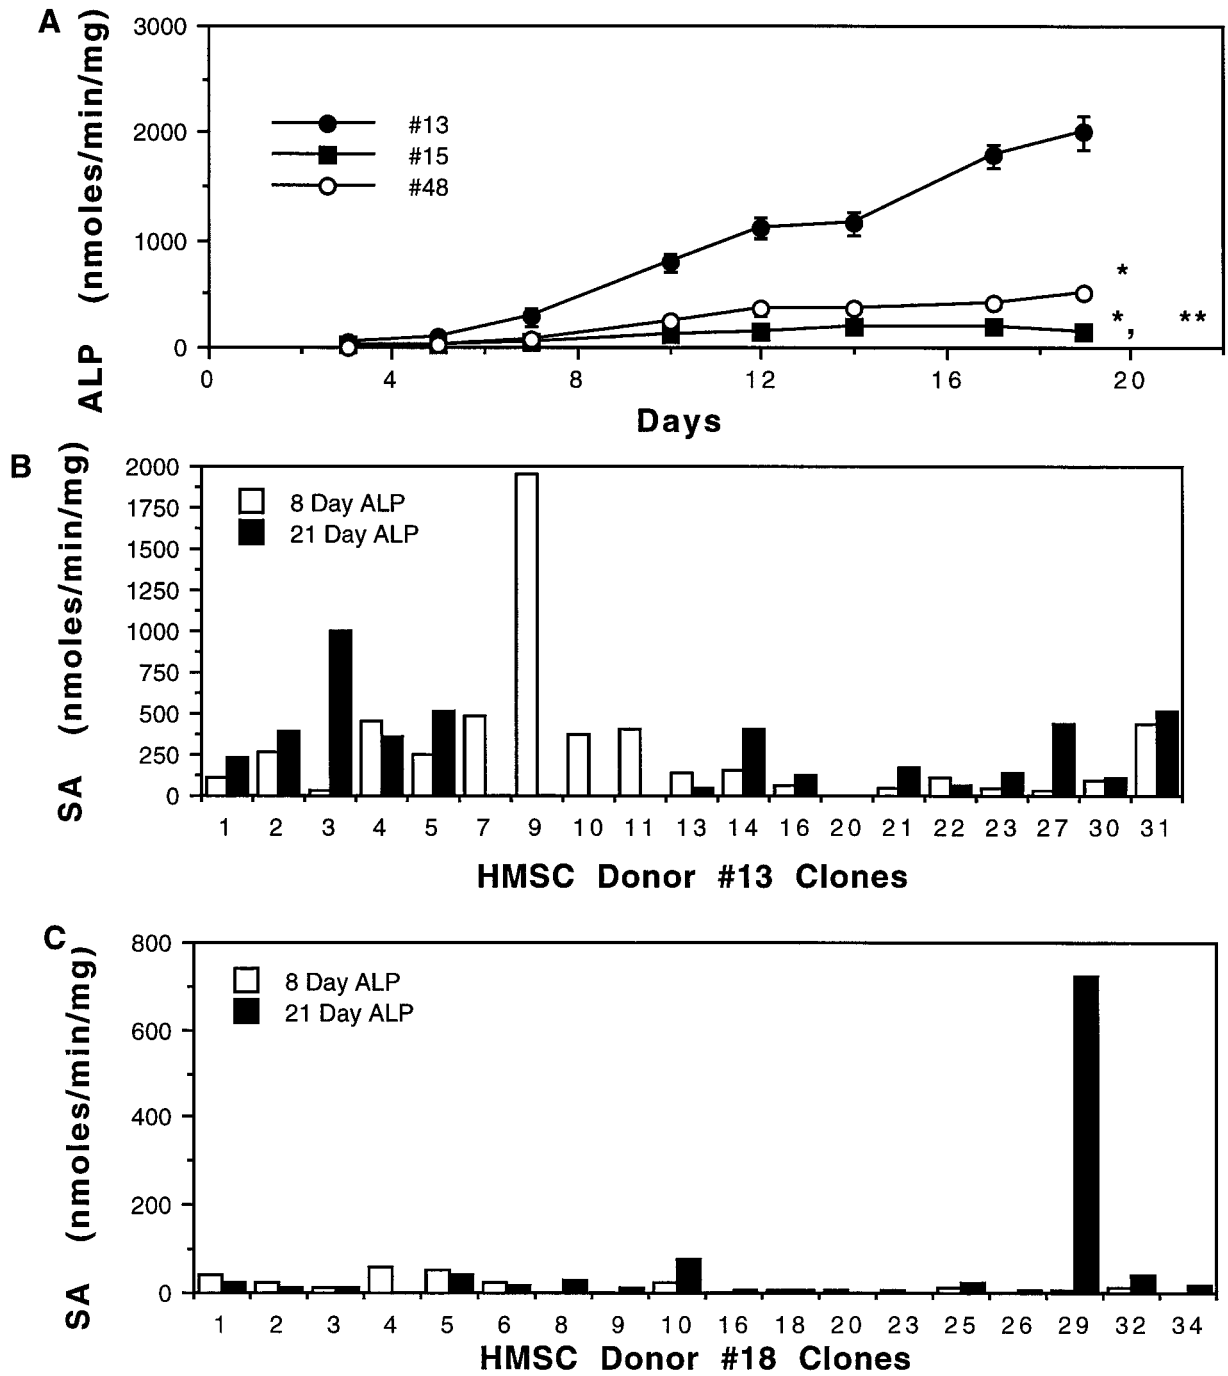 A
ALP (nmoles/min/mg)
3000
2000
1000
0
#13
#15
#48
*
*, **
0 4 8 12 16 20
Days
B
SA (nmoles/min/mg)
2000
1750
1500
1250
1000
750
500
250
0
8 Day ALP
21 Day ALP
1 2 3 4 5 7 9 10 11 13 14 16 20 21 22 23 27 30 31
HMSC Donor #13 Clones
C
SA (nmoles/min/mg)
800
600
400
200
0
8 Day ALP
21 Day ALP
1 2 3 4 5 6 8 9 10 16 18 20 23 25 26 29 32 34
HMSC Donor #18 Clones